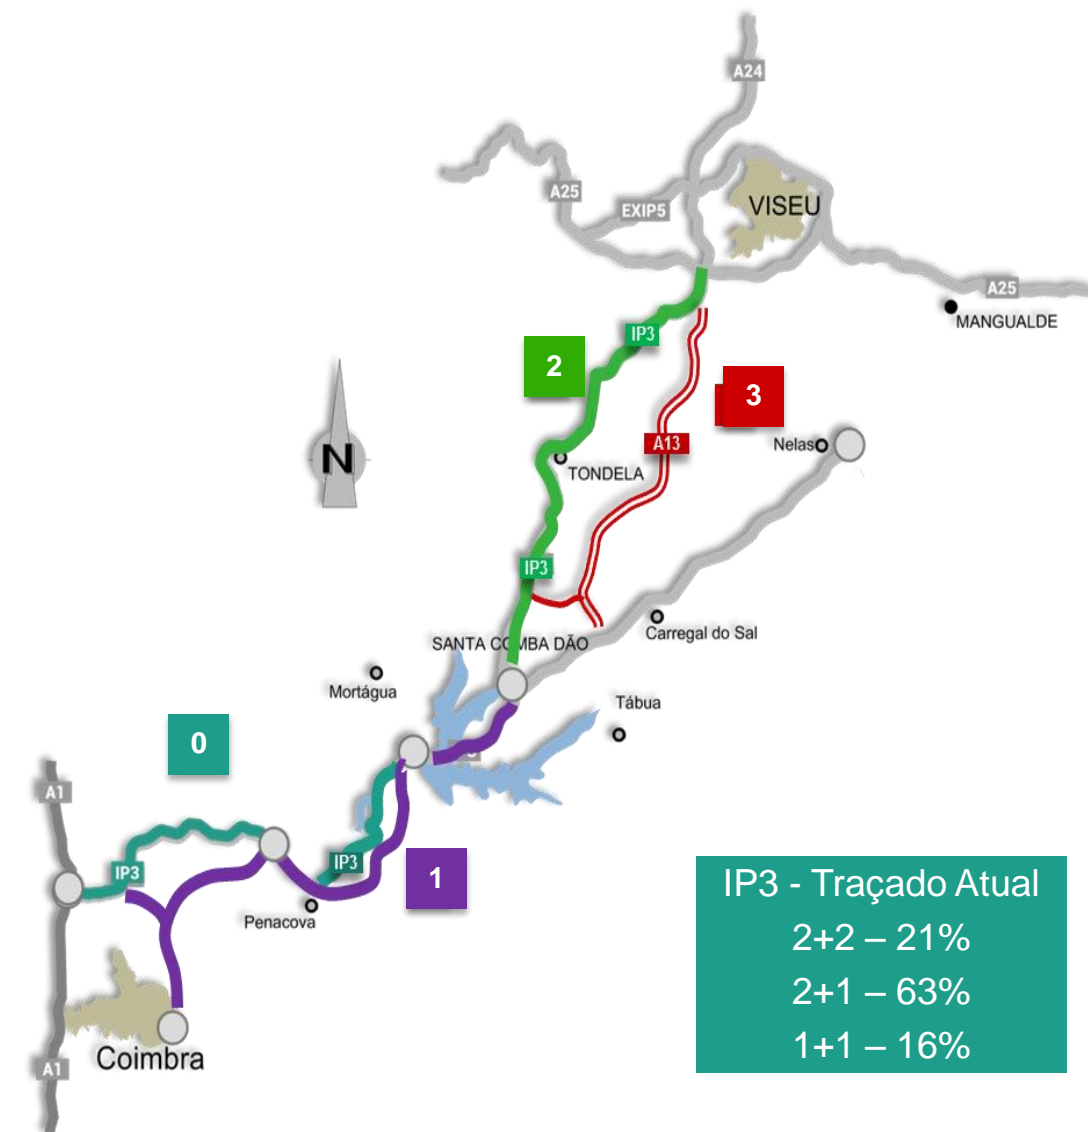 A24
A25
EXIP5
VISEU
A25
MANGUALDE
IP3
2
3
A13
Nelas
N
TONDELA
IP3
Carregal do Sal
SANTA COMBA DÃO
Mortágua
Tábua
0
A1
IP3
IP3
1
Penacova
Coimbra
A1
IP3 - Traçado Atual
2+2 – 21%
2+1 – 63%
1+1 – 16%